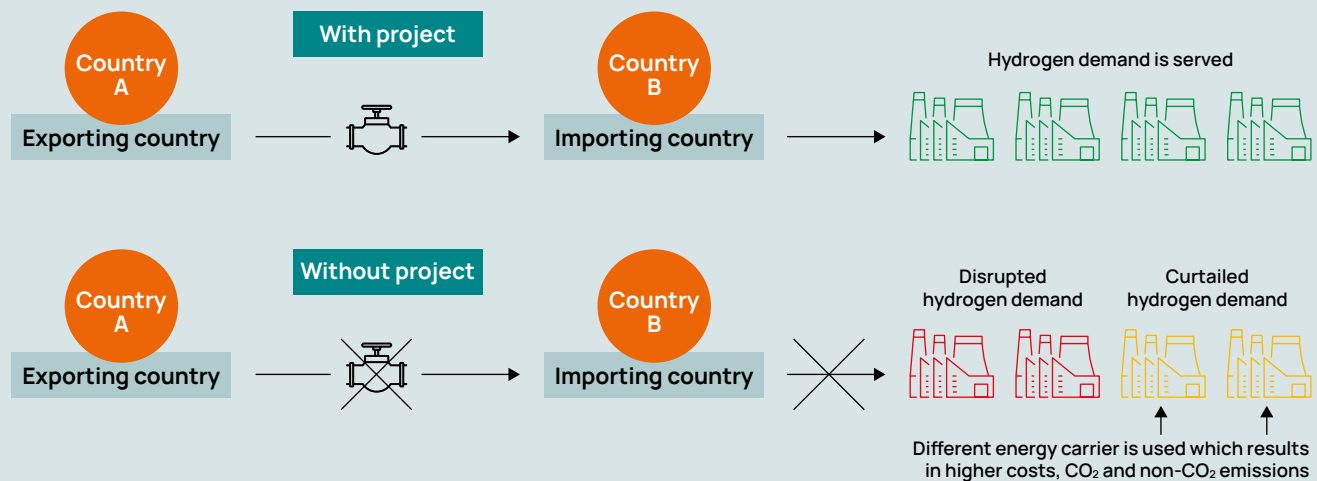 With project
Country
A
Exporting country
Country
B
Importing country
Hydrogen demand is served
Without project
Country
A
Exporting country
Country
B
Importing country
Disrupted
hydrogen demand
Curtailed
hydrogen demand
Different energy carrier is used which results
in higher costs, CO₂ and non-CO₂ emissions